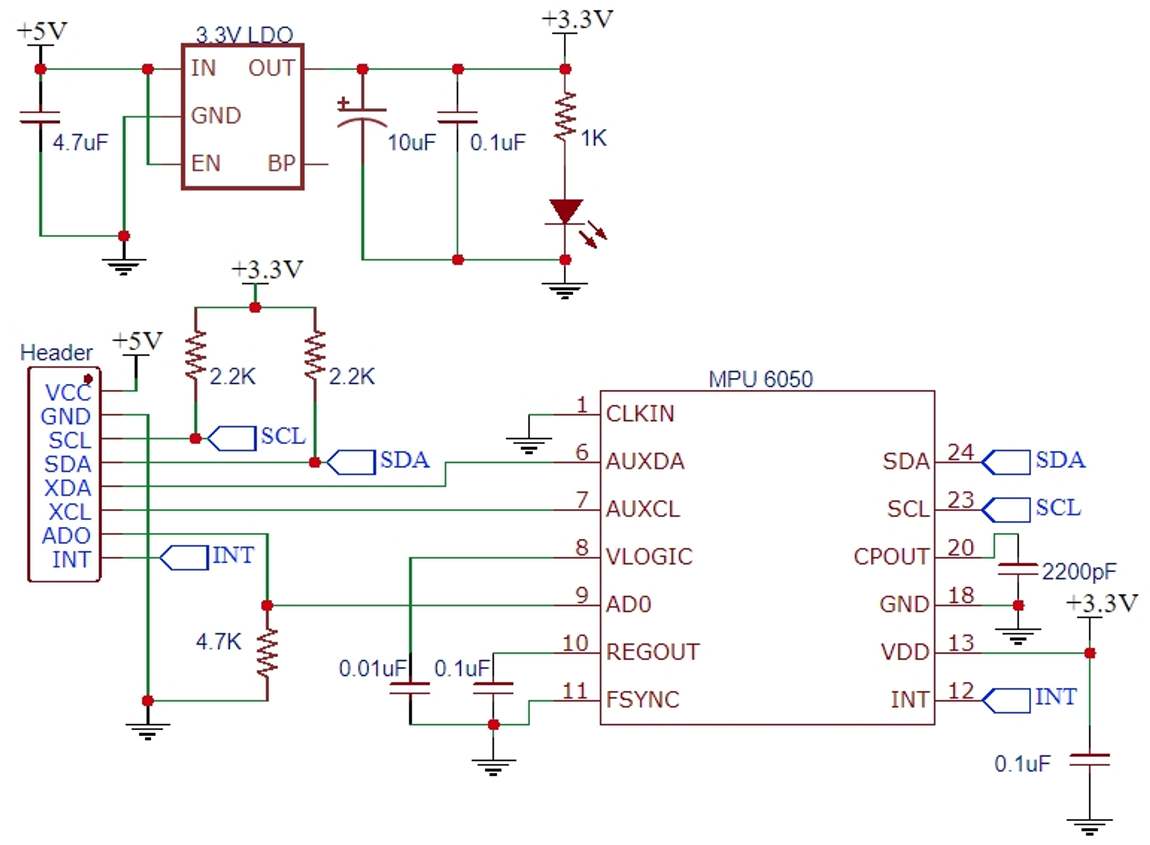 +5V
3.3V LDO
+3.3V
IN OUT
GND
EN BP
4.7uF
10uF
0.1uF
1K
+3.3V
2.2K
2.2K
Header
+5V
VCC
GND
SCL
SDA
XDA
XCL
ADO
INT
SCL
SDA
INT
4.7K
0.01uF
0.1uF
MPU 6050
1 CLKIN
6 AUXDA
7 AUXCL
8 VLOGIC
9 AD0
10 REGOUT
11 FSYNC
SDA 24 SDA
SCL 23 SCL
CPOUT 20
2200pF
GND 18
+3.3V
VDD 13
INT 12 INT
0.1uF